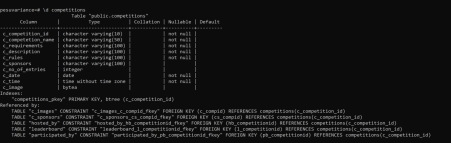 pesuvariance=# \d competitions
Table "public.competitions"
Column | Type | Collation | Nullable | Default
c_competition_id | character varying(10) | | not null |
c_competetion_name | character varying(50) | | not null |
c_requirements | character varying(100) | | not null |
c_description | character varying(100) | | not null |
c_rules | character varying(100) | | not null |
c_sponsors | character varying(100) | | |
c_no_of_entries | integer | | |
c_date | date | | not null |
c_time | time without time zone | | not null |
c_image | bytea | | |
Indexes:
"competitions_pkey" PRIMARY KEY, btree (c_competition_id)
Referenced by:
TABLE "c_images" CONSTRAINT "c_images_c_compid_fkey" FOREIGN KEY (c_compid) REFERENCES competitions(c_competition_id)
TABLE "c_sponsors" CONSTRAINT "c_sponsors_cs_compid_fkey" FOREIGN KEY (cs_compid) REFERENCES competitions(c_competition_id)
TABLE "hosted_by" CONSTRAINT "hosted_by_hb_competitionid_fkey" FOREIGN KEY (hb_competitionid) REFERENCES competitions(c_competition_id)
TABLE "leaderboard" CONSTRAINT "leaderboard_l_competitionid_fkey" FOREIGN KEY (l_competitionid) REFERENCES competitions(c_competition_id)
TABLE "participated_by" CONSTRAINT "participated_by_pb_competitionid_fkey" FOREIGN KEY (pb_competitionid) REFERENCES competitions(c_competition_id)